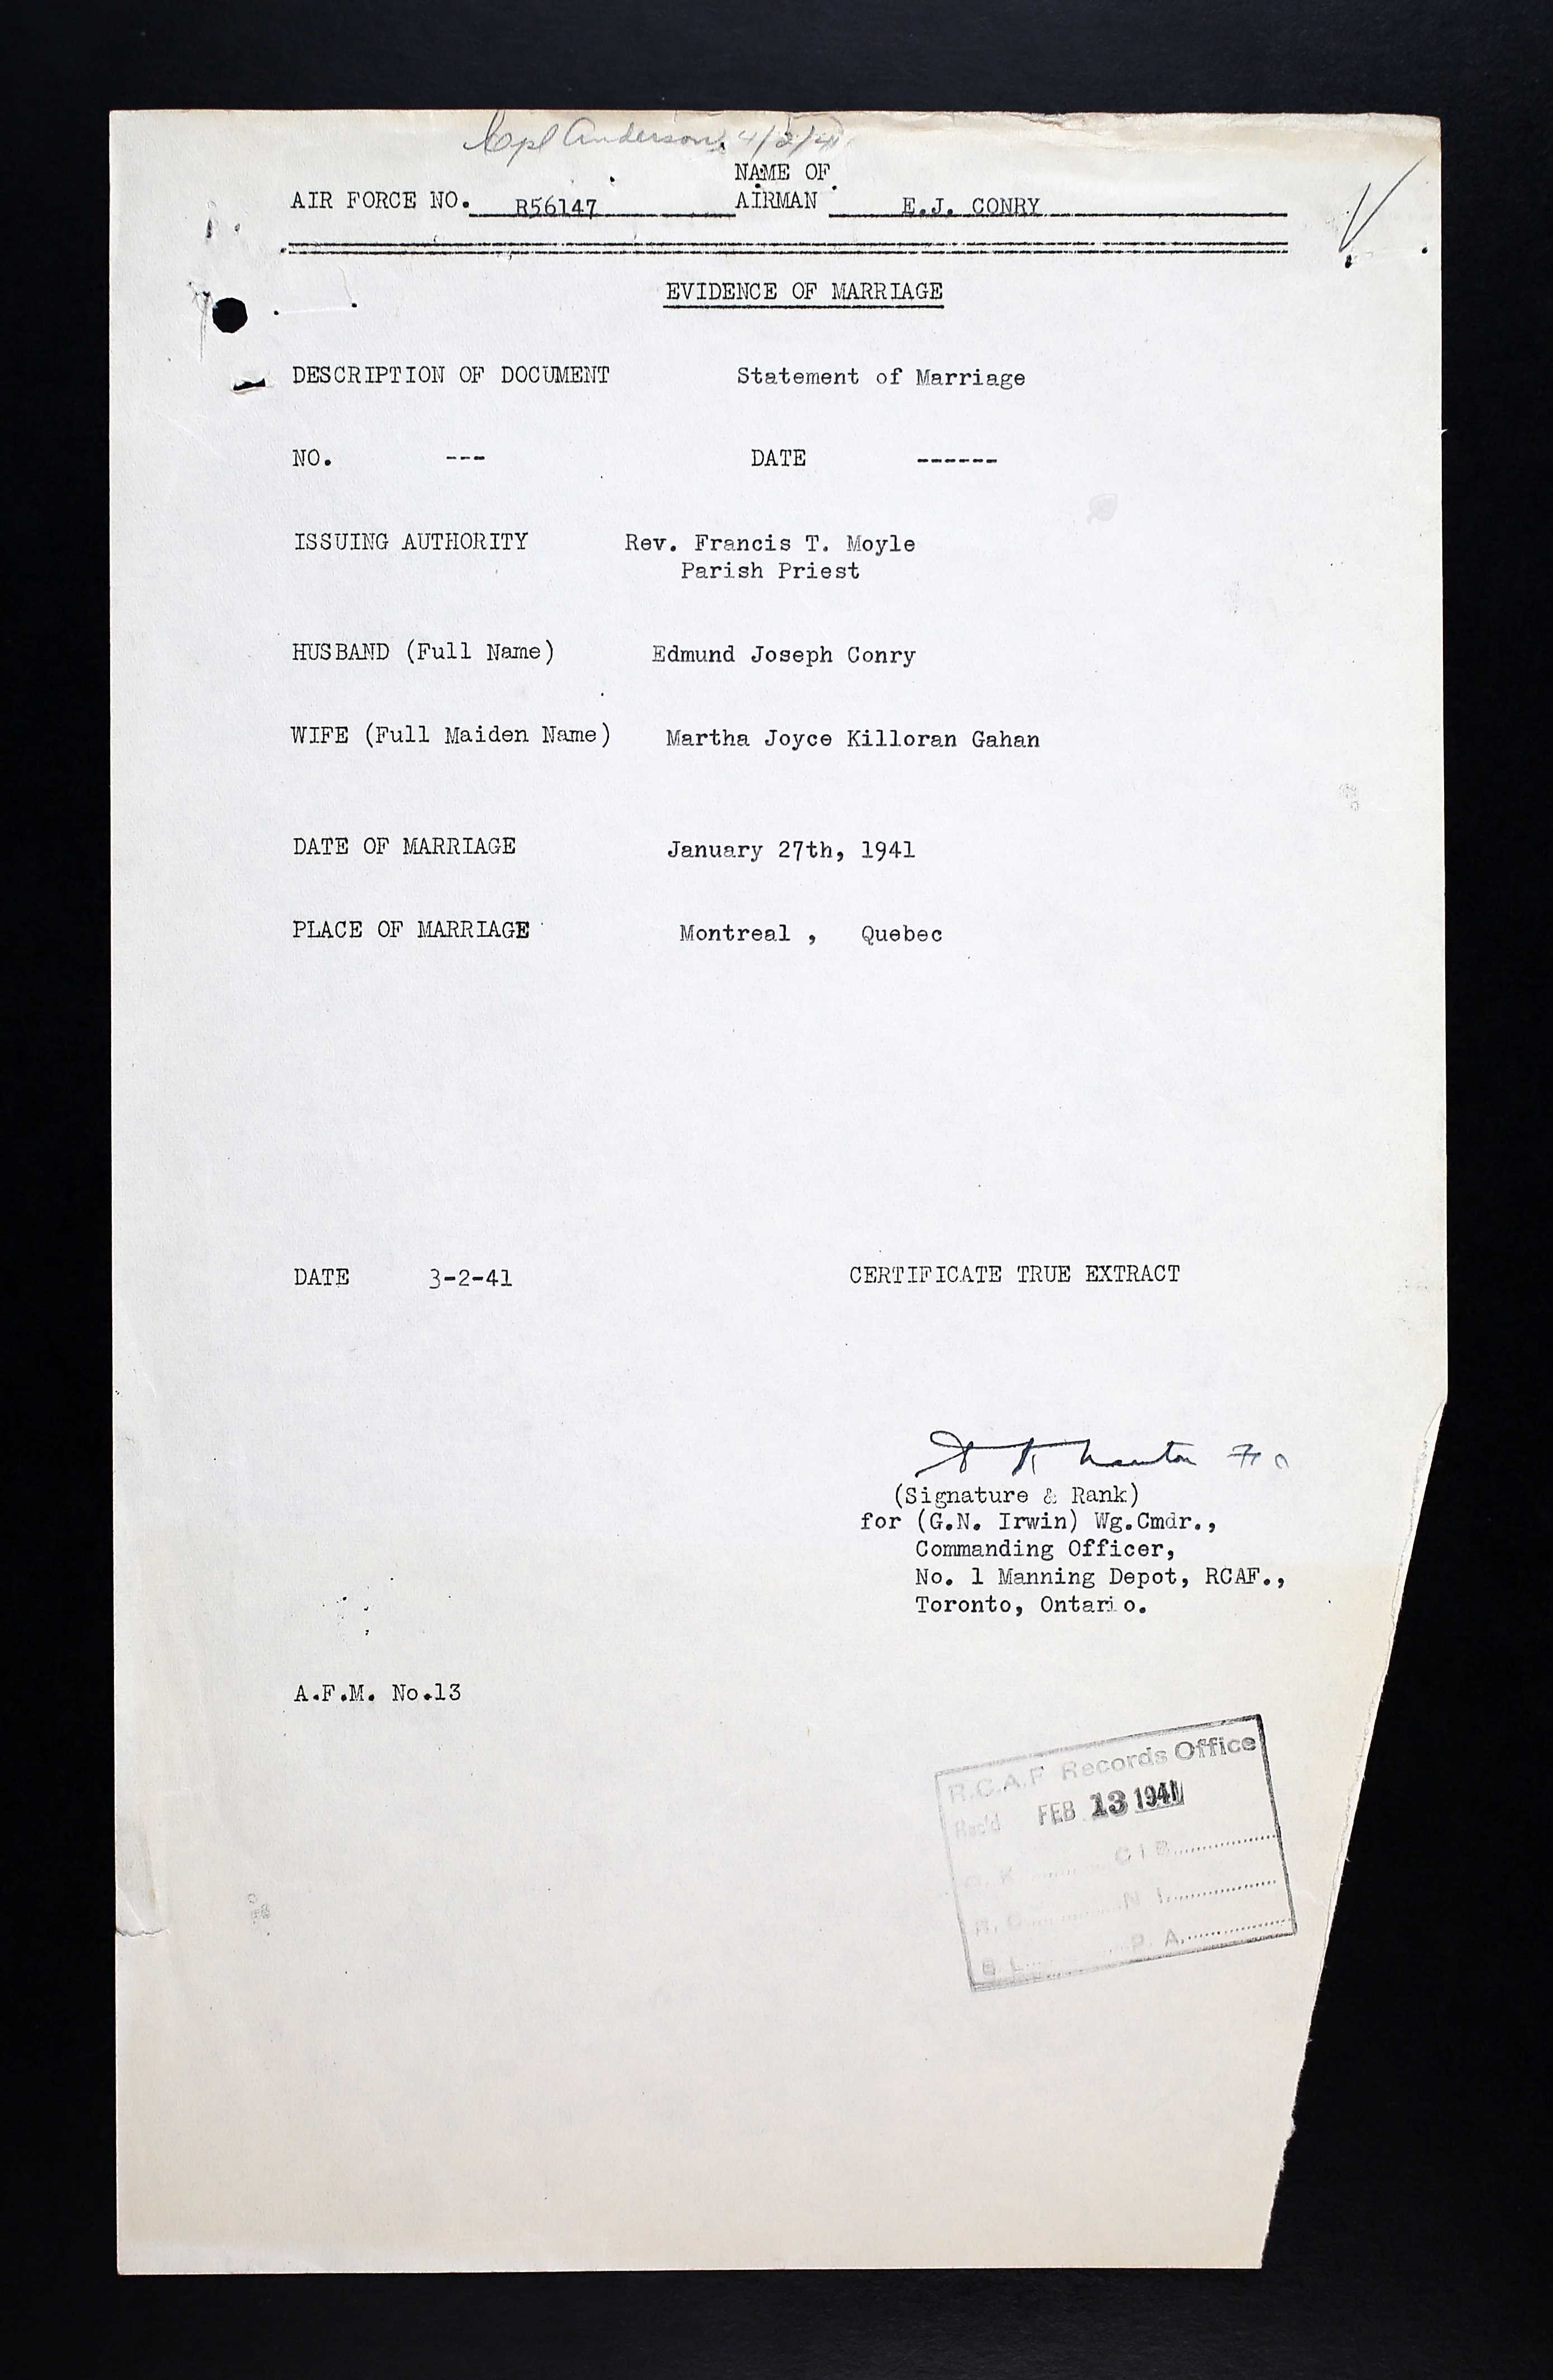 Cpl Anderson, 4/2/41
NAME OF
AIR FORCE NO. R56147 AIRMAN E.J. CONRY
EVIDENCE OF MARRIAGE
DESCRIPTION OF DOCUMENT Statement of Marriage
NO. --- DATE ------
ISSUING AUTHORITY Rev. Francis T. Moyle
Parish Priest
HUSBAND (Full Name) Edmund Joseph Conry
WIFE (Full Maiden Name) Martha Joyce Killoran Gahan
DATE OF MARRIAGE January 27th, 1941
PLACE OF MARRIAGE Montreal , Quebec
DATE 3-2-41 CERTIFICATE TRUE EXTRACT
(Signature & Rank)
for (G.N. Irwin) Wg.Cmdr.,
Commanding Officer,
No. 1 Manning Depot, RCAF.,
Toronto, Ontario.
A.F.M. No.13
R.C.A.F Records Office
Rec'd FEB 13 1941
C I B
R. O. N I
B L P. A.